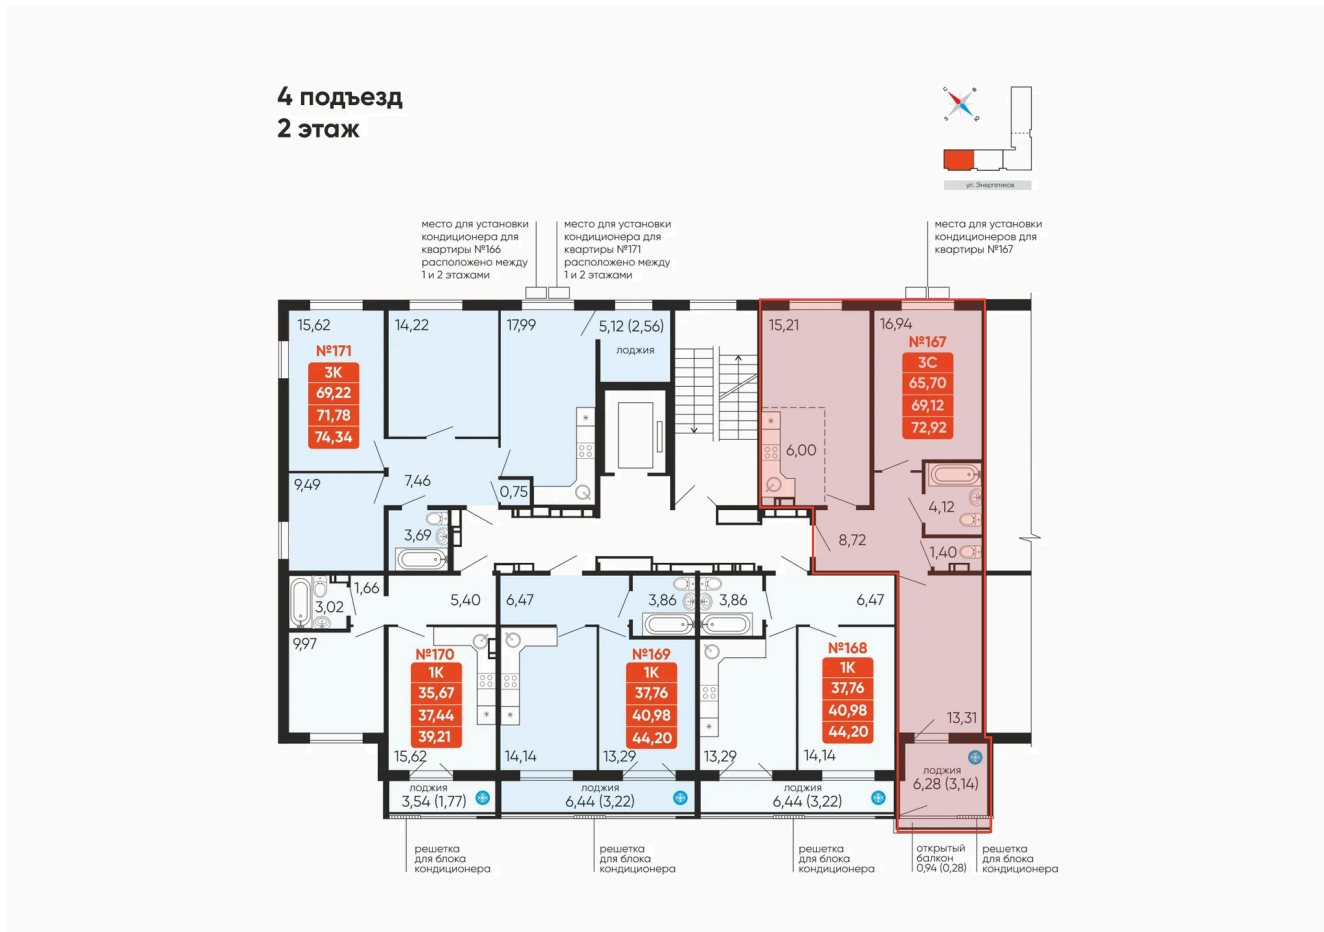 4 подъезд
2 этаж
С
В
З
Ю
ул. Энергетиков
место для установки
кондиционера для
квартиры №166
расположено между
1 и 2 этажами
место для установки
кондиционера для
квартиры №171
расположено между
1 и 2 этажами
места для установки
кондиционеров для
квартиры №167
15,62
14,22
17,99
5,12 (2,56)
лоджия
15,21
16,94
№171
3К
69,22
71,78
74,34
№167
3С
65,70
69,12
72,92
6,00
9,49
7,46
0,75
3,69
4,12
8,72
1,40
1,66
3,02
5,40
6,47
3,86
3,86
6,47
9,97
№170
1К
35,67
37,44
39,21
№169
1К
37,76
40,98
44,20
№168
1К
37,76
40,98
44,20
13,31
15,62
14,14
13,29
13,29
14,14
лоджия
3,54 (1,77)
лоджия
6,44 (3,22)
лоджия
6,44 (3,22)
лоджия
6,28 (3,14)
решетка
для блока
кондиционера
решетка
для блока
кондиционера
решетка
для блока
кондиционера
открытый
балкон
0,94 (0,28)
решетка
для блока
кондиционера